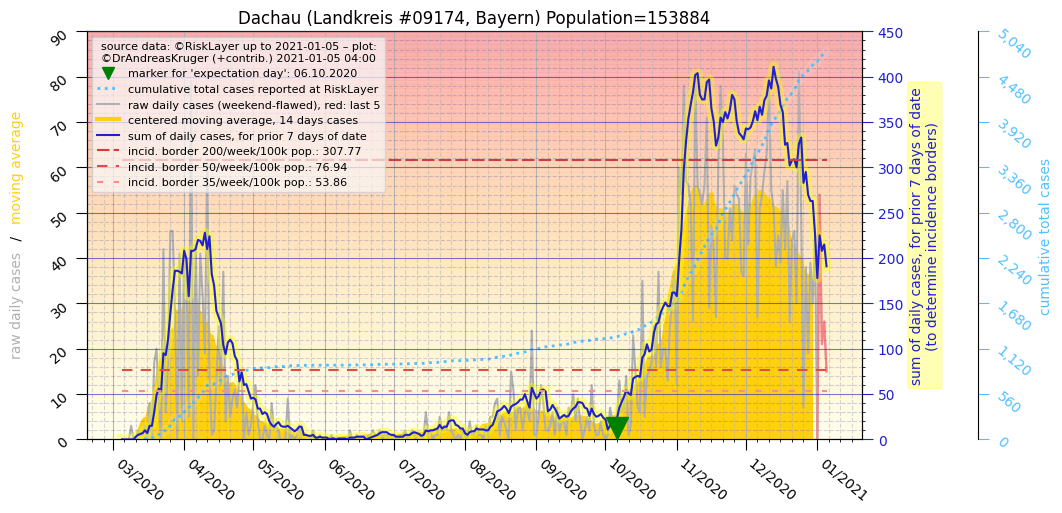 Dachau (Landkreis #09174, Bayern) Population=153884
source data: ©RiskLayer up to 2021-01-05 – plot:
©DrAndreasKruger (+contrib.) 2021-01-05 04:00
marker for 'expectation day': 06.10.2020
cumulative total cases reported at RiskLayer
raw daily cases (weekend-flawed), red: last 5
centered moving average, 14 days cases
sum of daily cases, for prior 7 days of date
incid. border 200/week/100k pop.: 307.77
incid. border 50/week/100k pop.: 76.94
incid. border 35/week/100k pop.: 53.86
raw daily cases / moving average
90
80
70
60
50
40
30
20
10
0
03/2020
04/2020
05/2020
06/2020
07/2020
08/2020
09/2020
10/2020
11/2020
12/2020
01/2021
450
400
350
300
250
200
150
100
50
0
sum of daily cases, for prior 7 days of date
(to determine incidence borders)
5,040
4,480
3,920
3,360
2,800
2,240
1,680
1,120
560
0
cumulative total cases